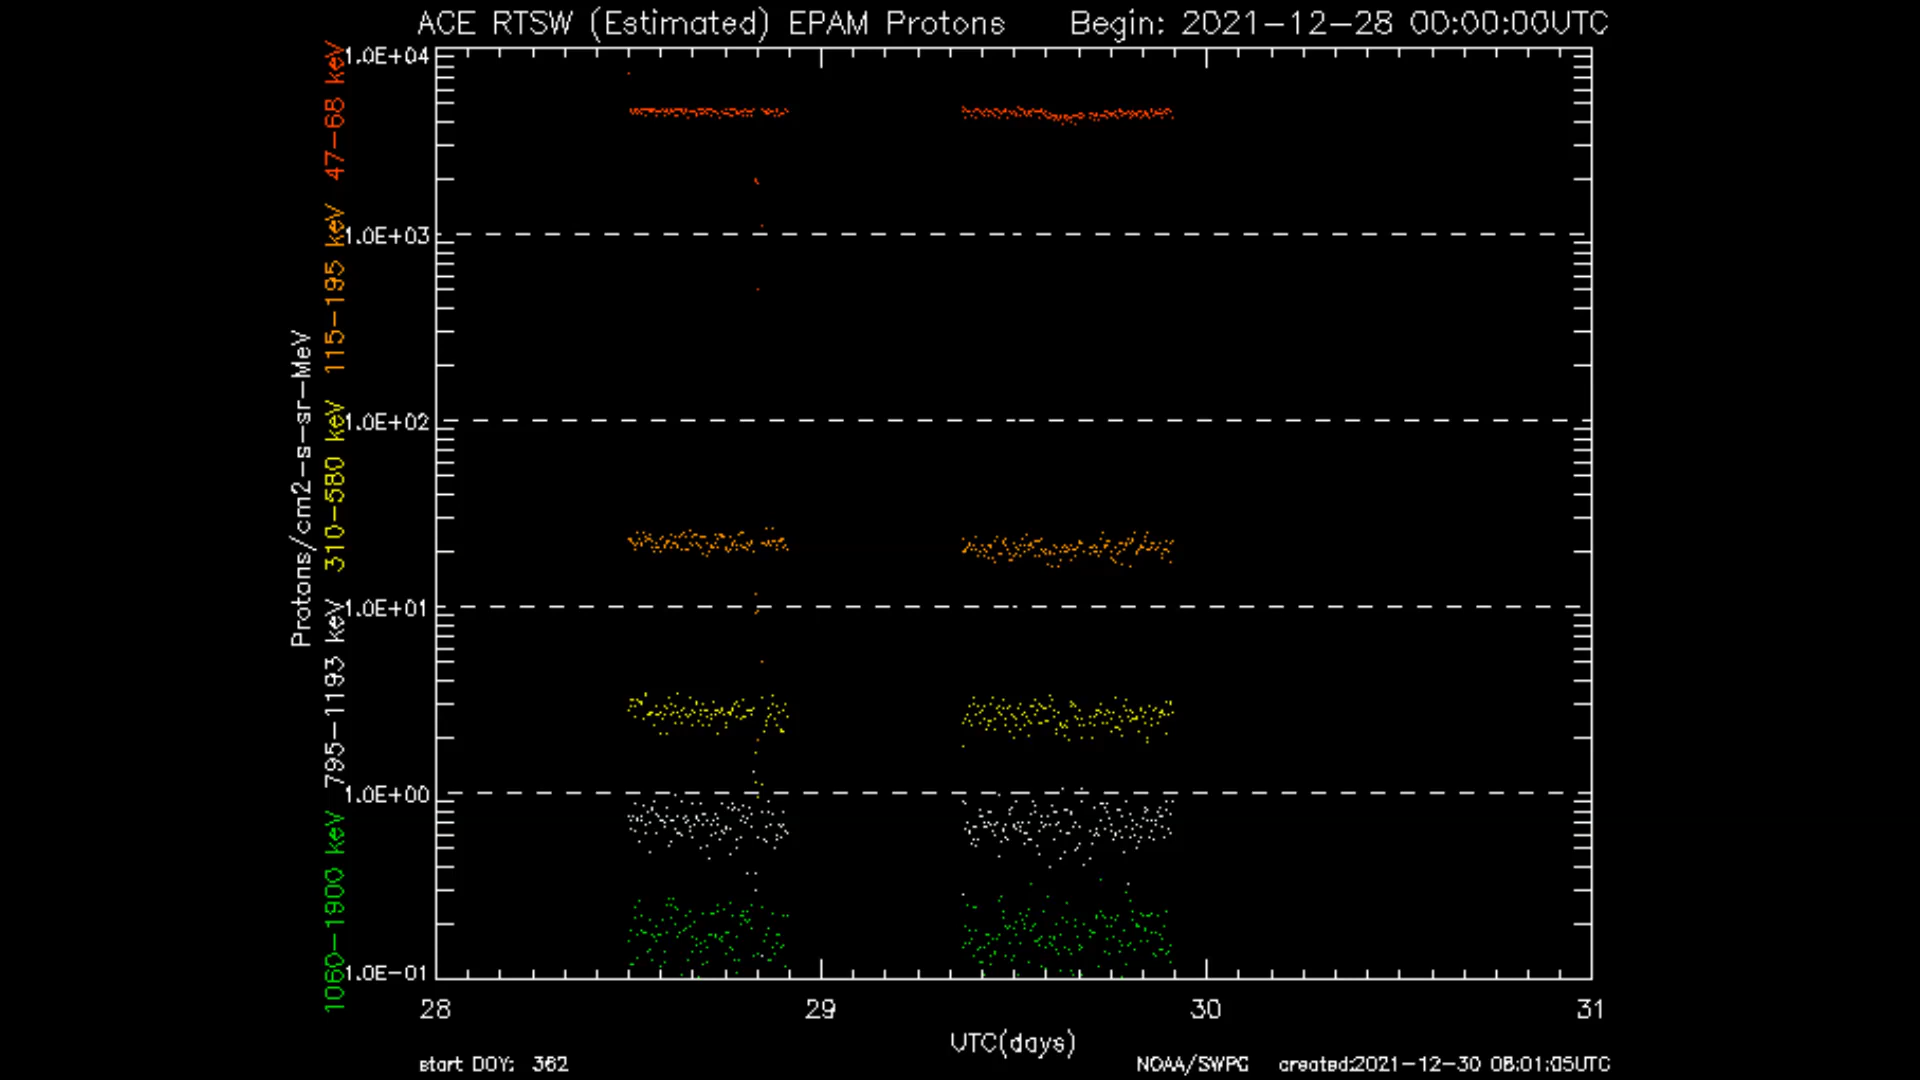 ACE RTSW (Estimated) EPAM Protons Begin: 2021-12-28 00:00:00UTC
Protons/cm2-s-sr-MeV
1060-1900 keV 795-1193 keV 310-580 keV 115-195 keV 47-68 keV
1.0E+04
1.0E+03
1.0E+02
1.0E+01
1.0E+00
1.0E-01
28 29 30 31
UTC(days)
start DOY: 362 NOAA/SWPC created:2021-12-30 08:01:05UTC